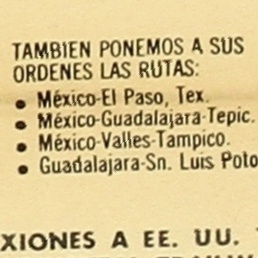 TAMBIEN PONEMOS A SUS
ORDENES LAS RUTAS:
• México-El Paso, Tex.
• México-Guadalajara-Tepic.
• México-Valles-Tampico.
• Guadalajara-Sn. Luis Poto
XIONES A EE. UU.